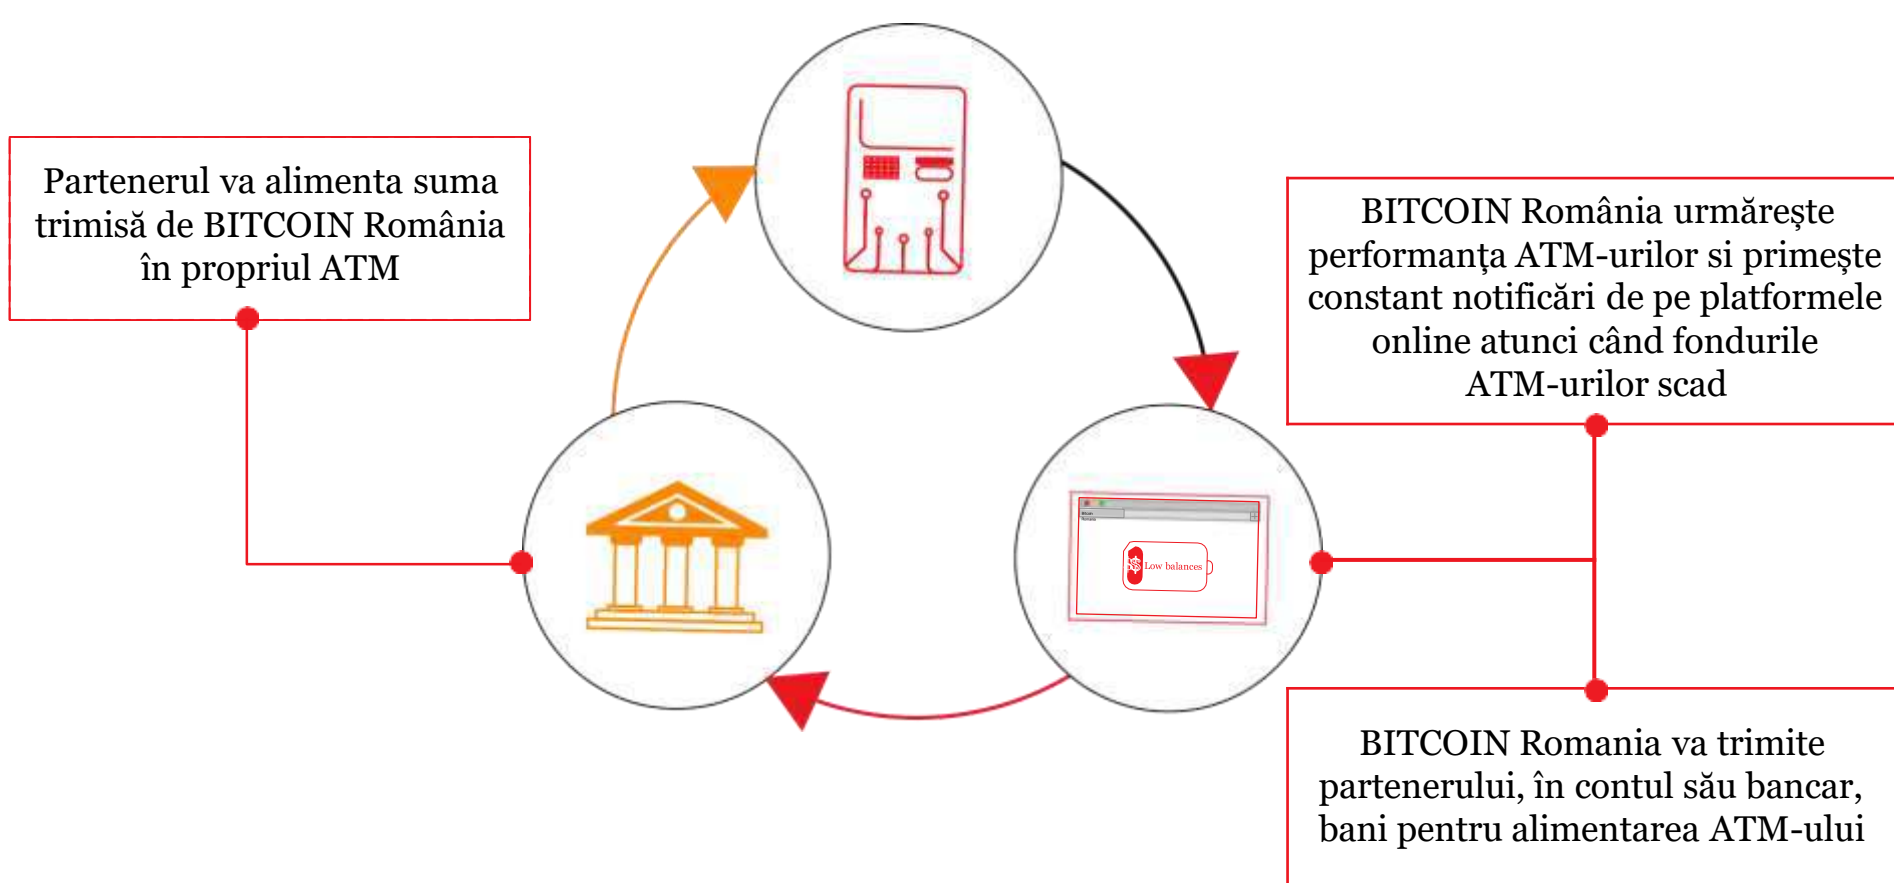 Partenerul va alimenta suma
trimisă de BITCOIN România
în propriul ATM
BITCOIN România urmărește
performanța ATM-urilor si primește
constant notificări de pe platformele
online atunci când fondurile
ATM-urilor scad
Bitcoin
Romania
$ Low balances
BITCOIN Romania va trimite
partenerului, în contul său bancar,
bani pentru alimentarea ATM-ului